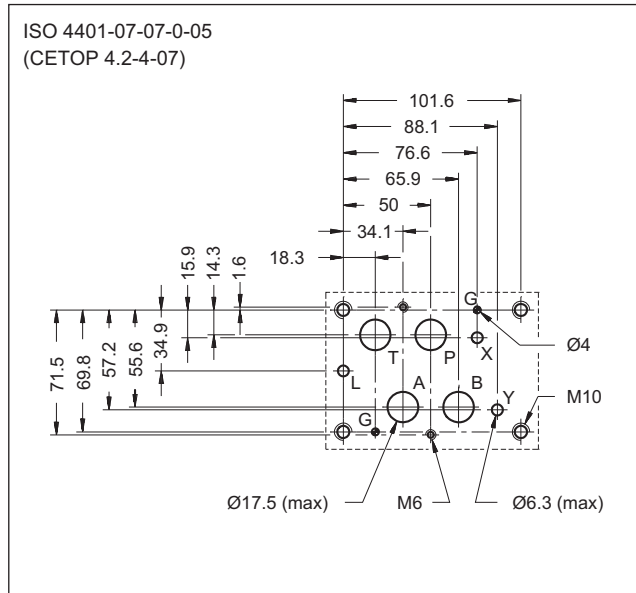 ISO 4401-07-07-0-05
(CETOP 4.2-4-07)
101.6
88.1
76.6
65.9
50
34.1
18.3
15.9
14.3
1.6
71.5
69.8
57.2
55.6
34.9
G
T
P
X
Ø4
L
A
B
Y
M10
G
Ø17.5 (max)
M6
Ø6.3 (max)